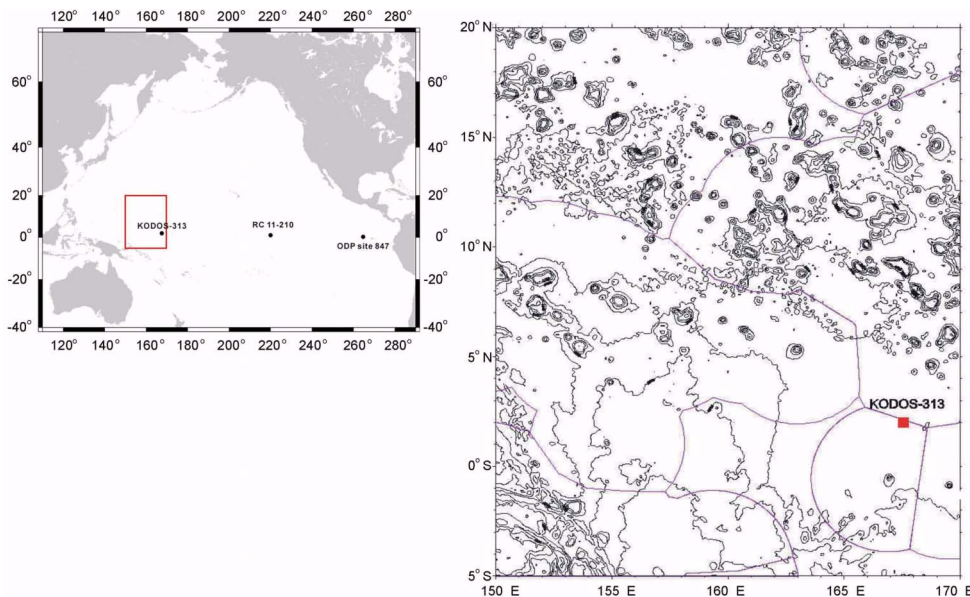 120° 140° 160° 180° 200° 220° 240° 260° 280°
60° 60°
40° 40°
20° 20°
KODOS-313 RC 11-210
0° ODP site 847 0°
-20° -20°
-40° -40°
120° 140° 160° 180° 200° 220° 240° 260° 280°
20° N
15° N
10° N
5° N
KODOS-313
0° S
5° S
150 E 155 E 160 E 165 E 170 E